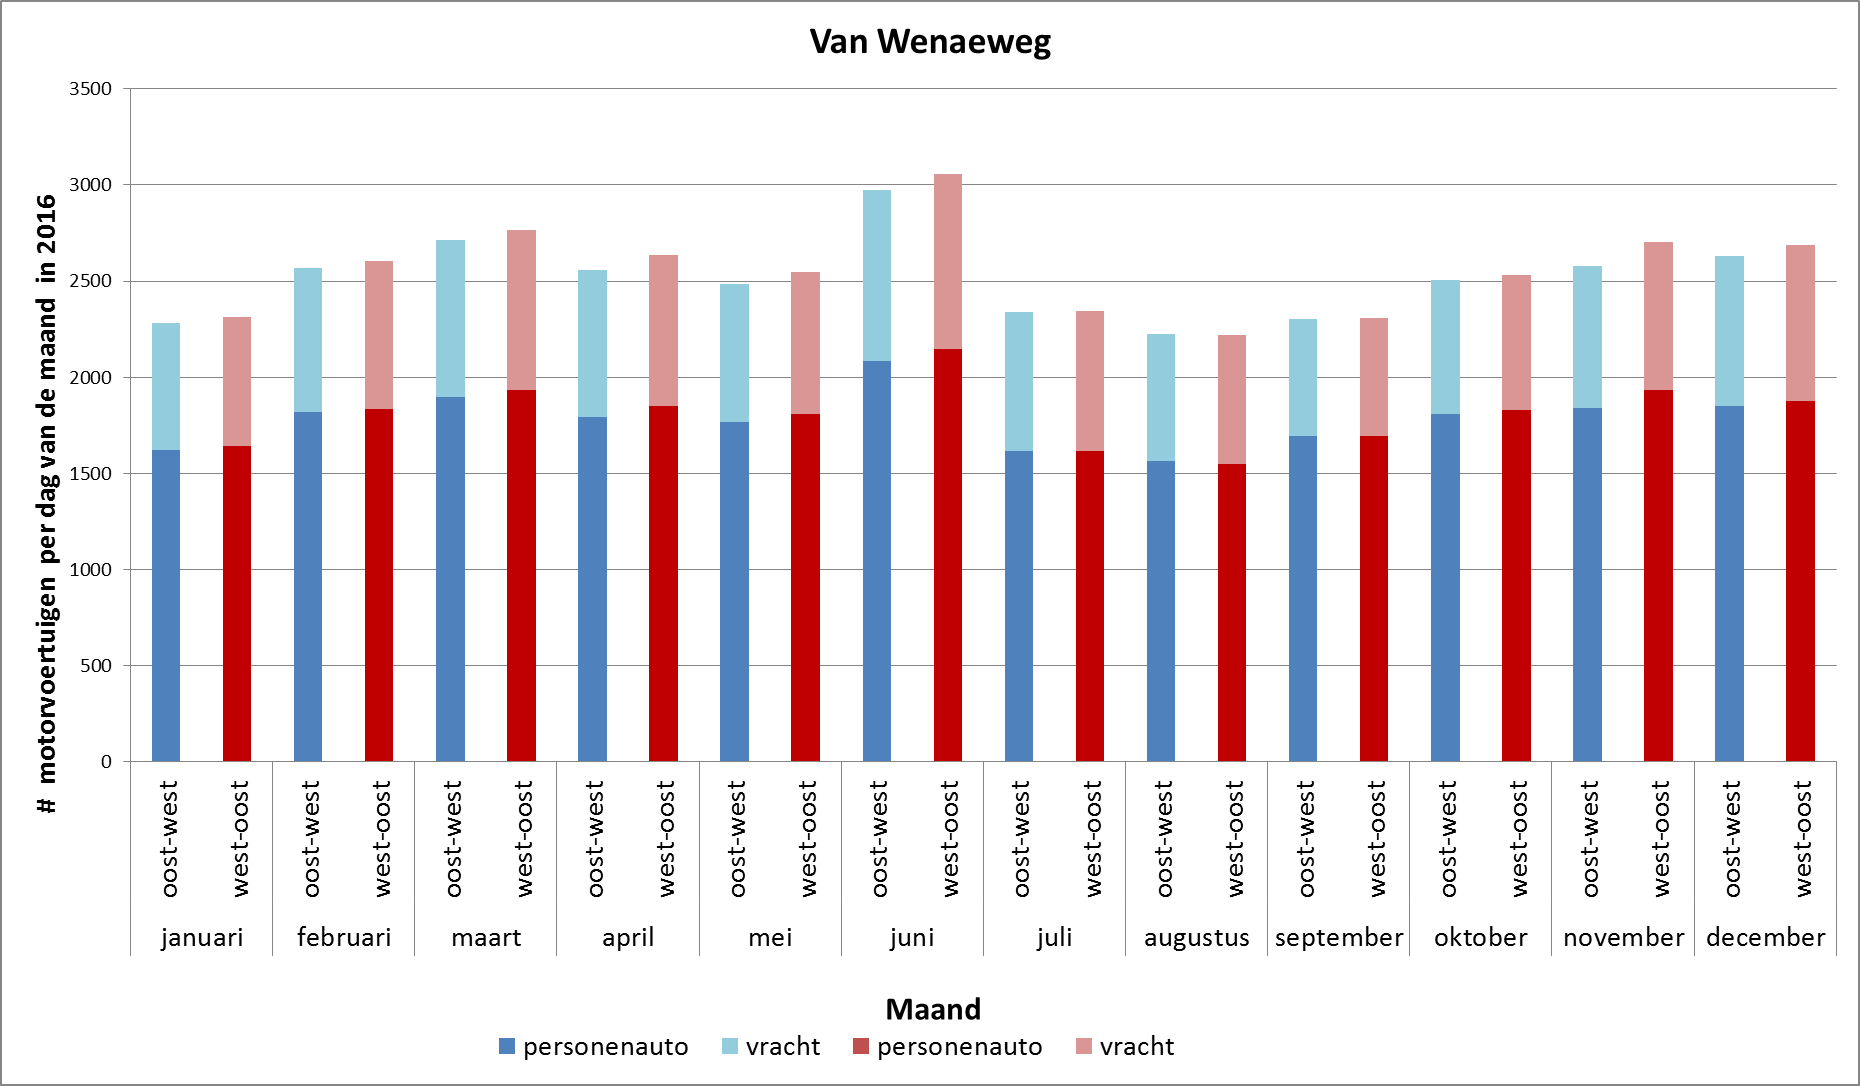 Van Wenaeweg
# motorvoertuigen per dag van de maand in 2016
3500
3000
2500
2000
1500
1000
500
0
oost-west west-oost oost-west west-oost oost-west west-oost oost-west west-oost oost-west west-oost oost-west west-oost oost-west west-oost oost-west west-oost oost-west west-oost oost-west west-oost oost-west west-oost oost-west west-oost
januari februari maart april mei juni juli augustus september oktober november december
Maand
personenauto vracht personenauto vracht